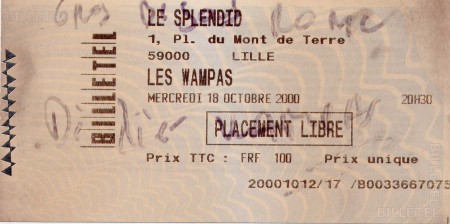 BILLETEL
LE SPLENDID
1, Pl. du Mont de Terre
59000 LILLE
LES WAMPAS
MERCREDI 18 OCTOBRE 2000 20H30
PLACEMENT LIBRE
Prix TTC : FRF 100 Prix unique
20001012/17 /B0033667075